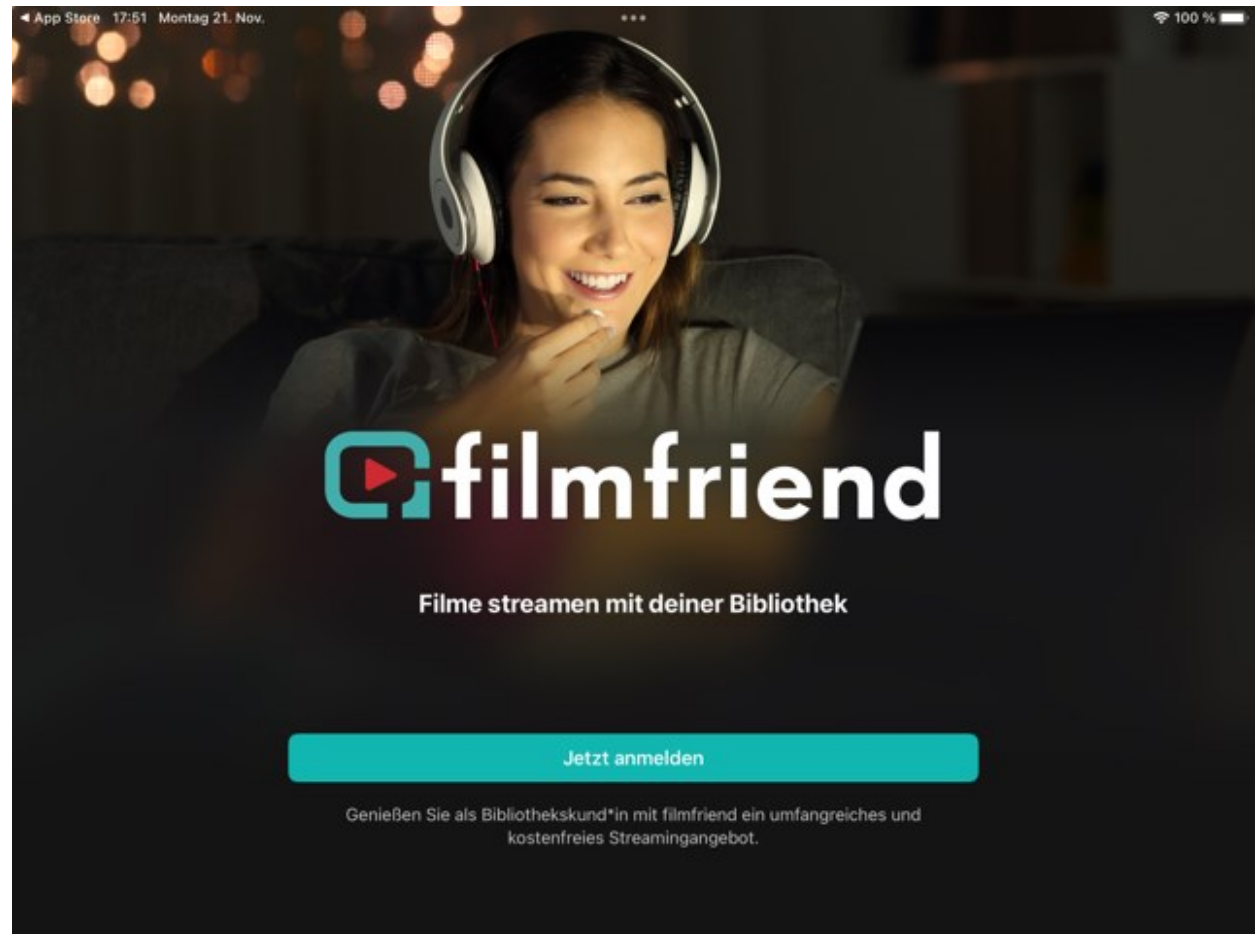 ◀ App Store 17:51 Montag 21. Nov. 100 %
filmfriend
Filme streamen mit deiner Bibliothek
Jetzt anmelden
Genießen Sie als Bibliothekskund*in mit filmfriend ein umfangreiches und
kostenfreies Streamingangebot.